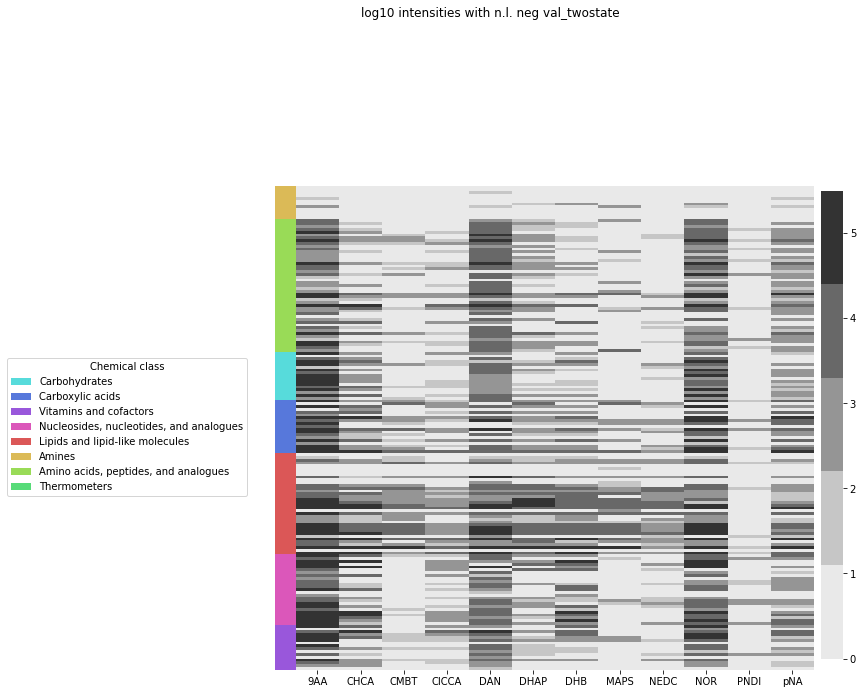 log10 intensities with n.l. neg val_twostate
Chemical class
Carbohydrates
Carboxylic acids
Vitamins and cofactors
Nucleosides, nucleotides, and analogues
Lipids and lipid-like molecules
Amines
Amino acids, peptides, and analogues
Thermometers
5
4
3
2
1
0
9AA CHCA CMBT ClCCA DAN DHAP DHB MAPS NEDC NOR PNDI pNA